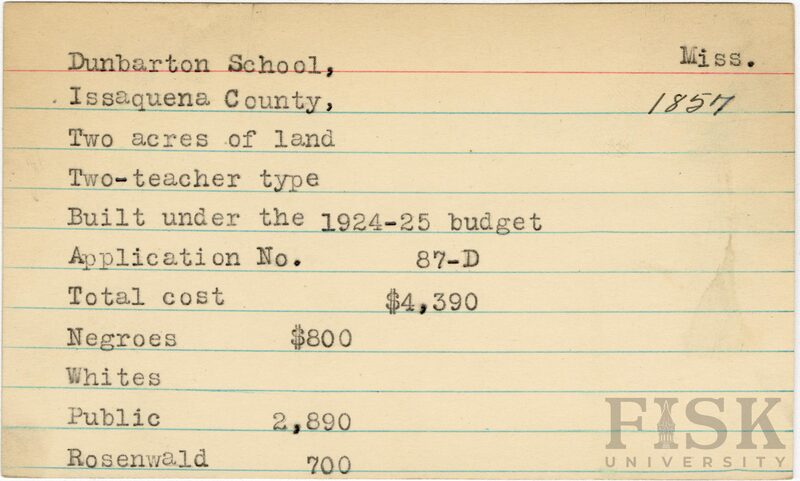 Dunbarton School, Miss.
Issaquena County, 1857
Two acres of land
Two-teacher type
Built under the 1924-25 budget
Application No. 87-D
Total cost $4,390
Negroes $800
Whites
Public 2,890
Rosenwald 700
FISK
UNIVERSITY